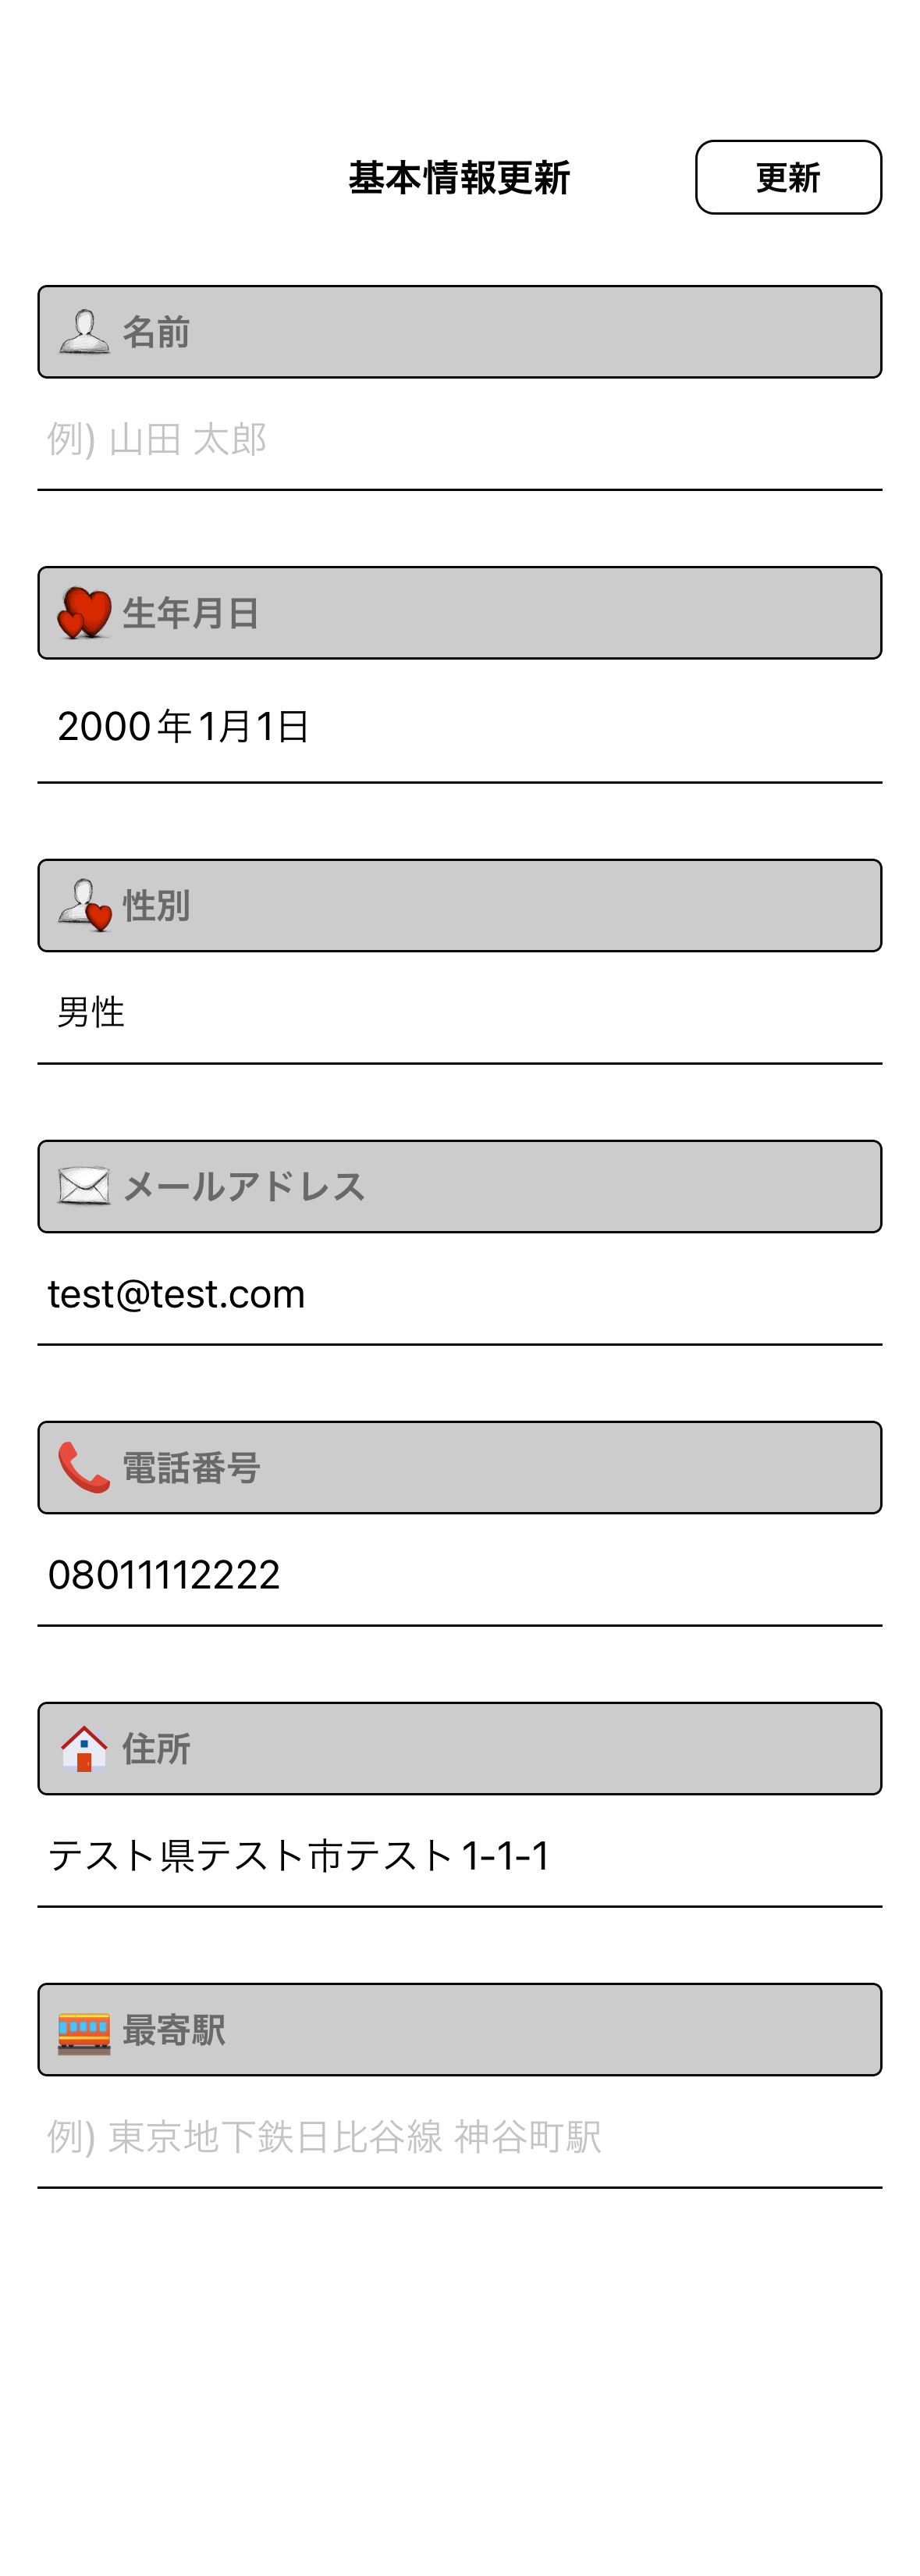 基本情報更新
更新
名前
例) 山田 太郎
生年月日
2000年1月1日
性別
男性
メールアドレス
test@test.com
電話番号
08011112222
住所
テスト県テスト市テスト1-1-1
最寄駅
例) 東京地下鉄日比谷線 神谷町駅